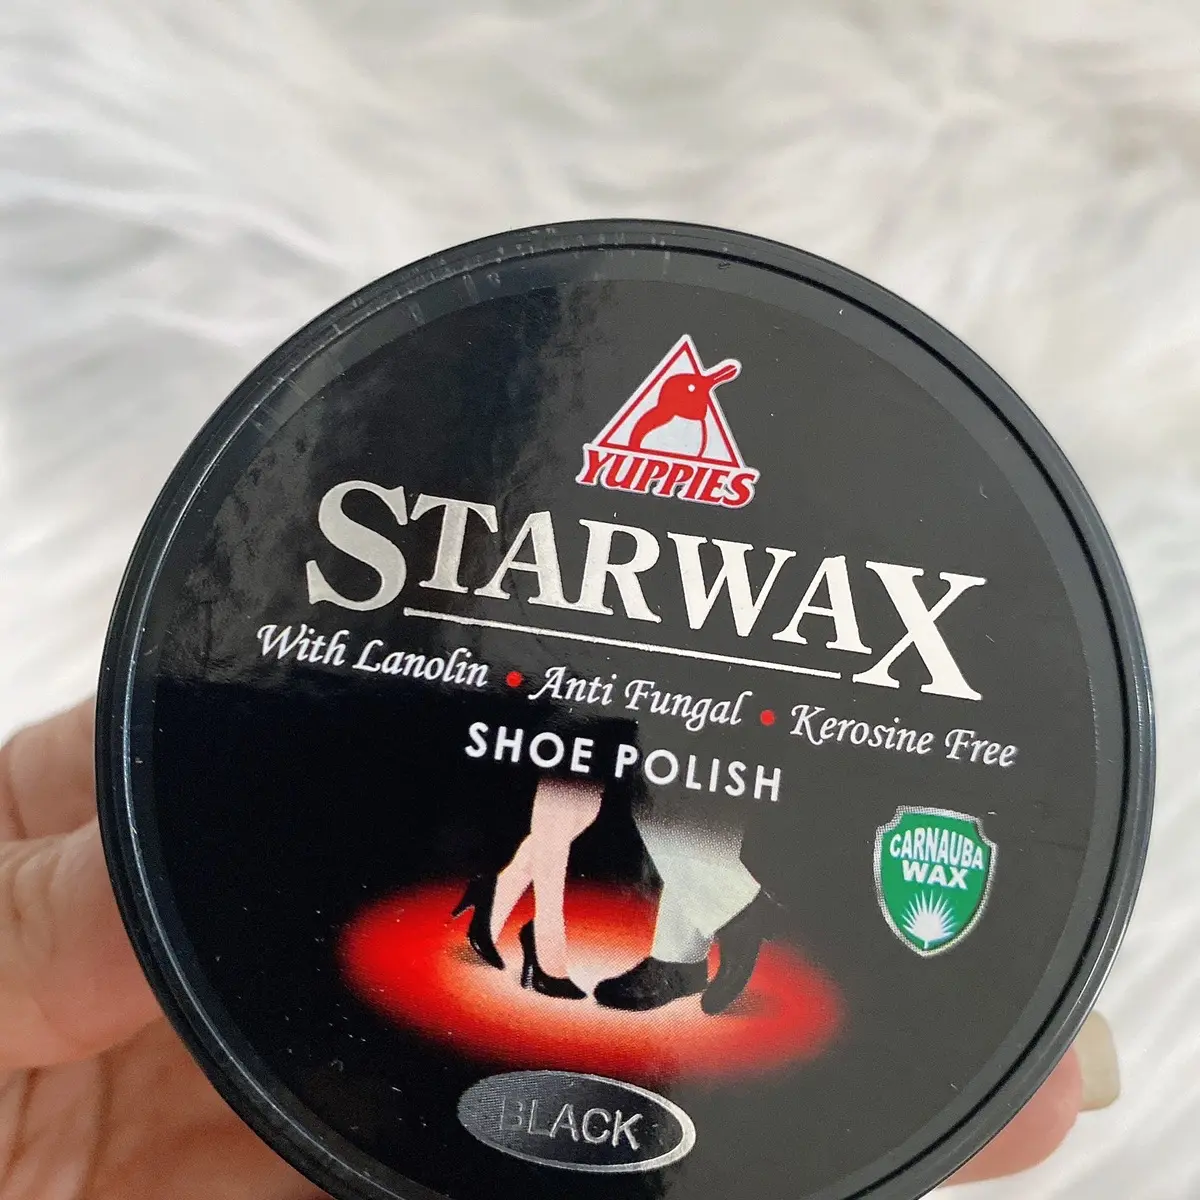 YUPPIES
STARWAX
With Lanolin • Anti Fungal • Kerosine Free
SHOE POLISH
CARNAUBA
WAX
BLACK